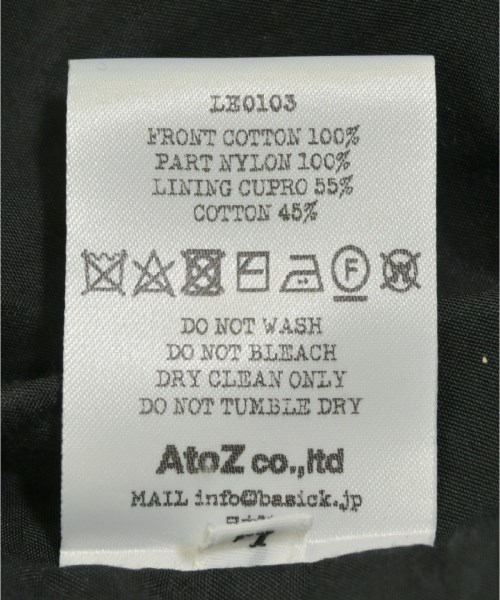 LE0103
FRONT COTTON 100%
PART NYLON 100%
LINING CUPRO 55%
COTTON 45%
F W
DO NOT WASH
DO NOT BLEACH
DRY CLEAN ONLY
DO NOT TUMBLE DRY
AtoZ co.,ltd
MAIL info@basick.jp